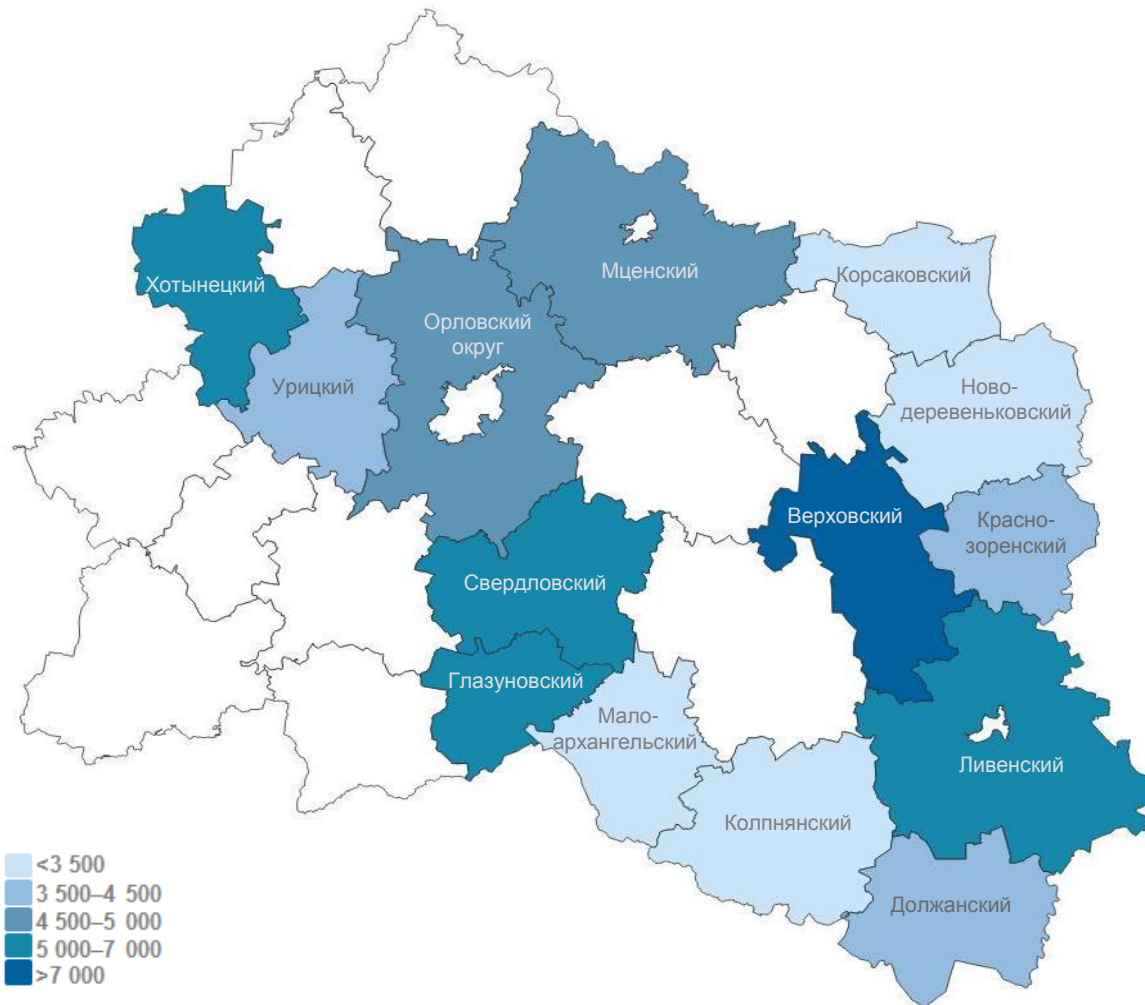 Мценский
Корсаковский
Хотынецкий
Орловский
округ
Урицкий
Ново-
деревеньковский
Верховский
Красно-
зоренский
Свердловский
Глазуновский
Мало-
архангельский
Ливенский
Колпнянский
Должанский
<3 500
3 500–4 500
4 500–5 000
5 000–7 000
>7 000